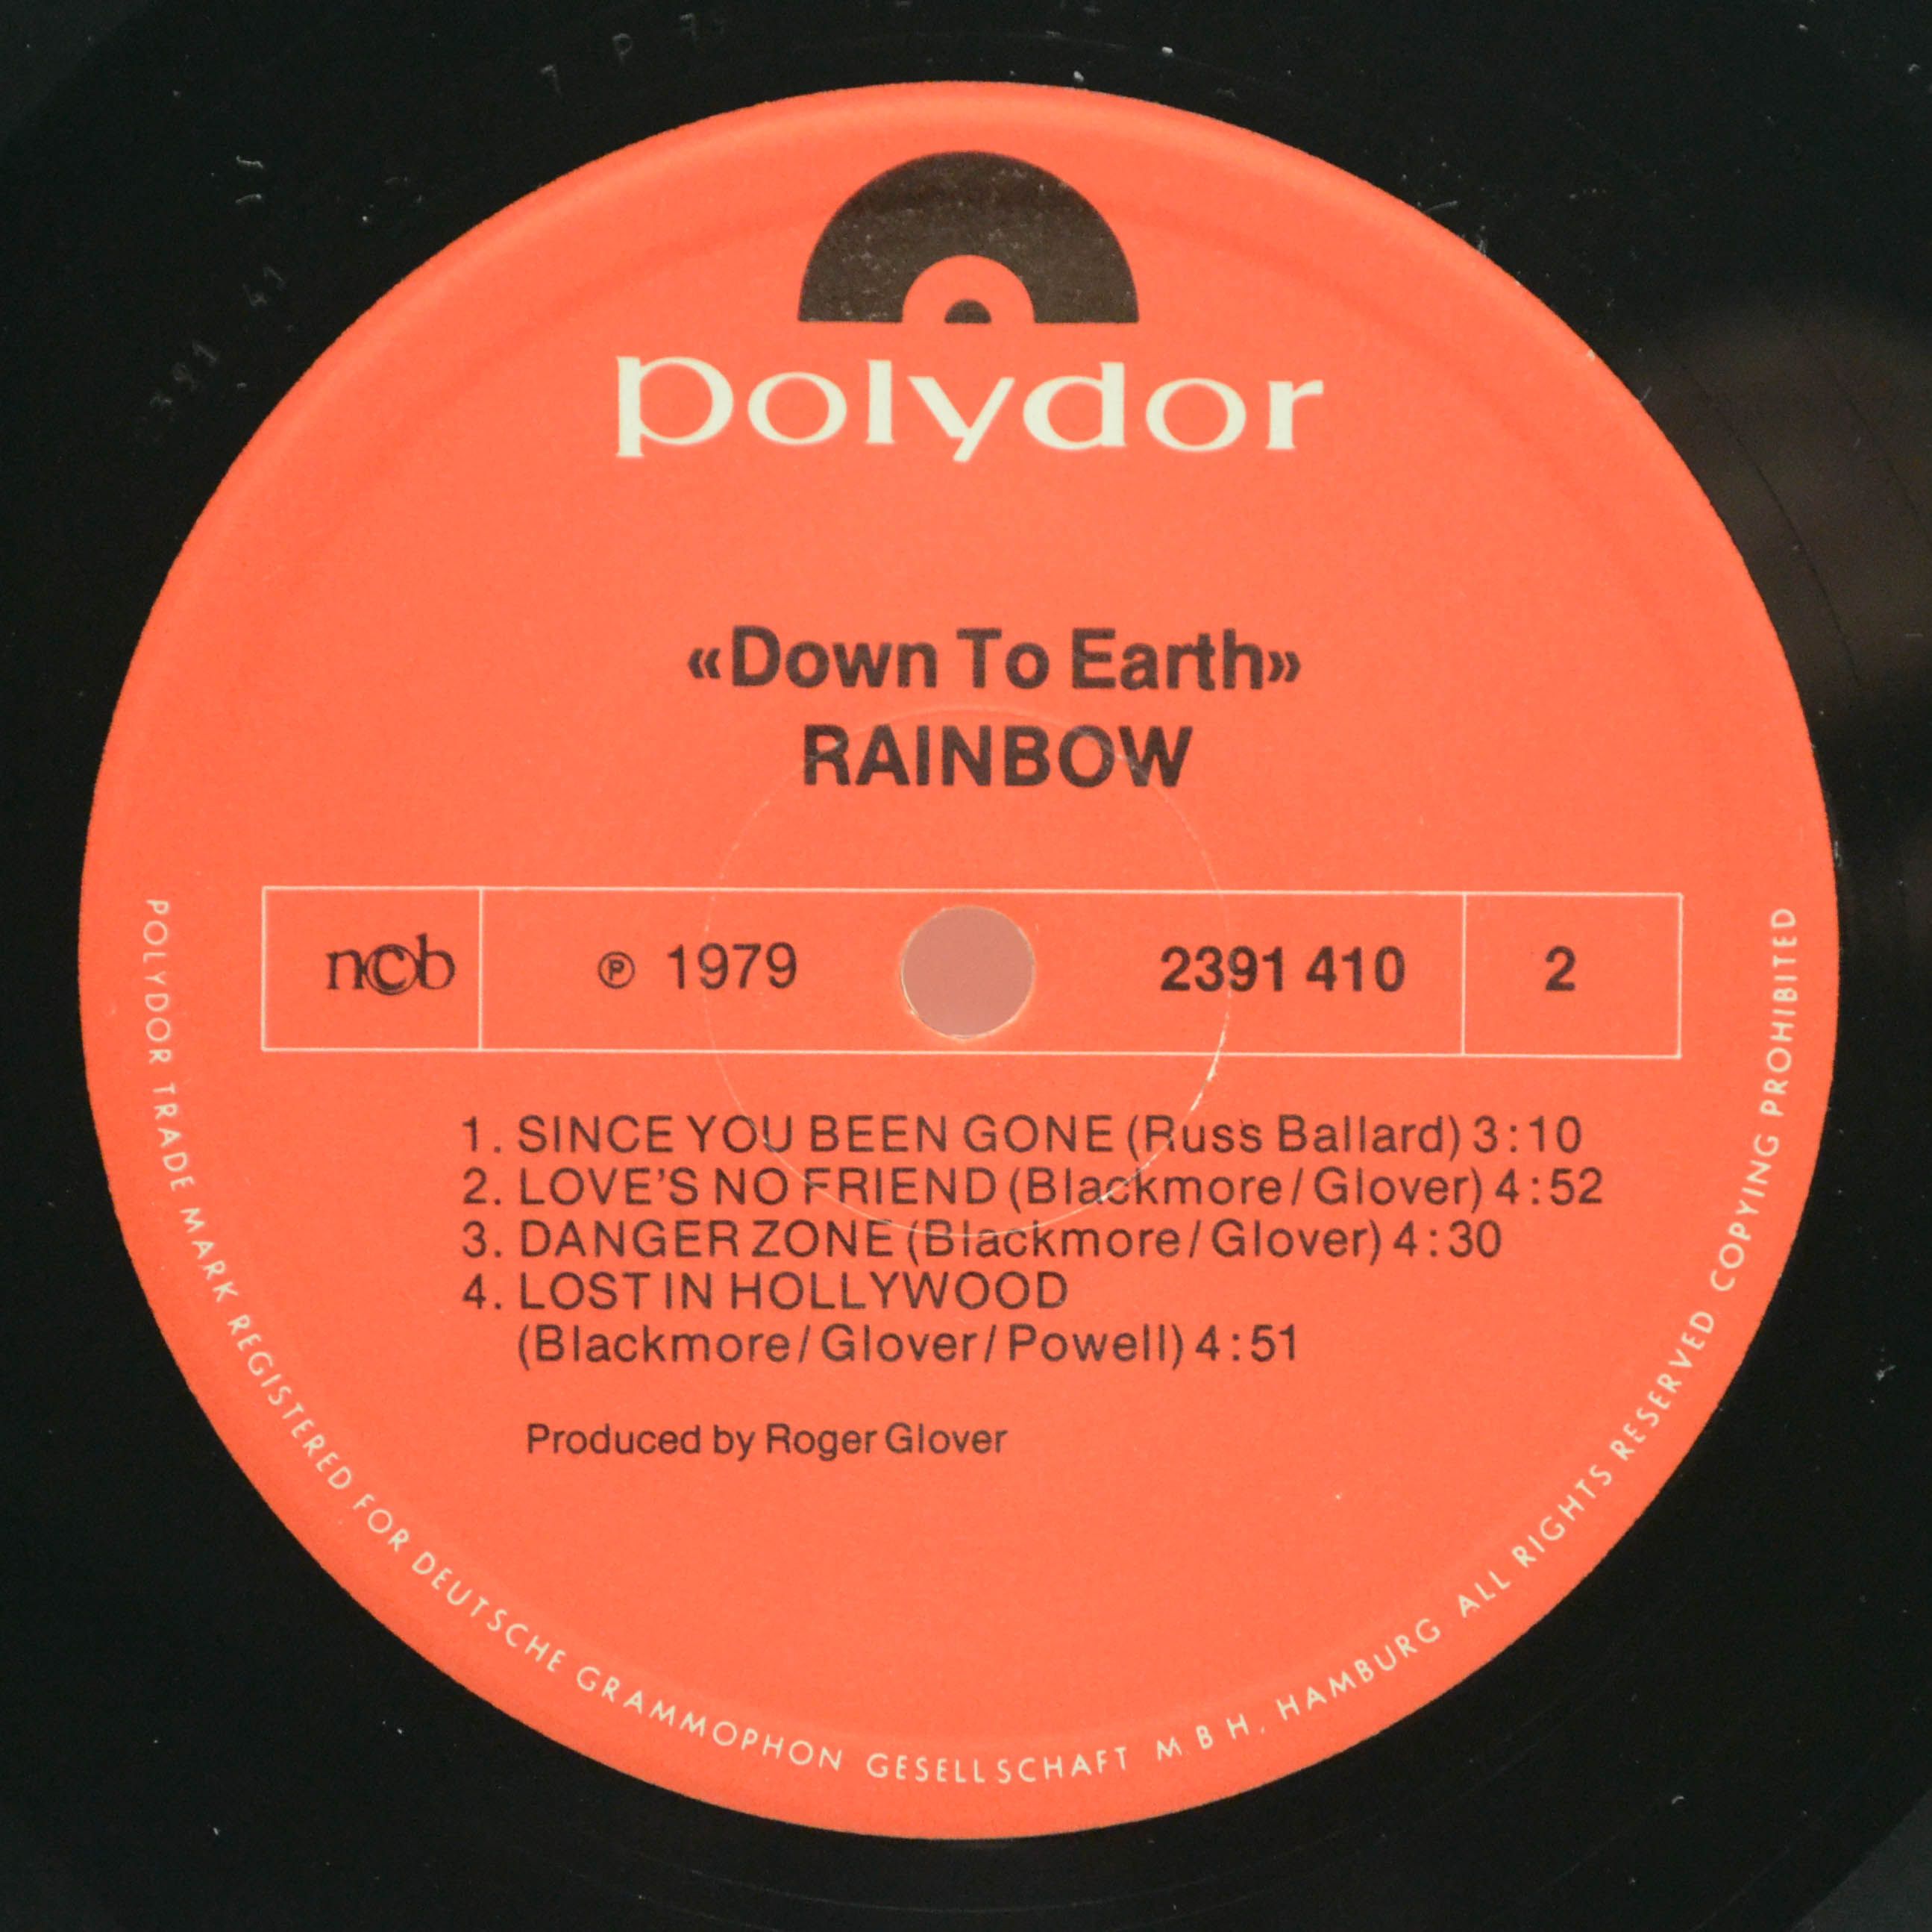 polydor
«Down To Earth»
RAINBOW
n©b ℗ 1979 2391 410 2
1. SINCE YOU BEEN GONE (Russ Ballard) 3:10
2. LOVE'S NO FRIEND (Blackmore/Glover) 4:52
3. DANGER ZONE (Blackmore/Glover) 4:30
4. LOST IN HOLLYWOOD
(Blackmore/Glover/Powell) 4:51
Produced by Roger Glover
POLYDOR TRADE MARK REGISTERED FOR DEUTSCHE GRAMMOPHON GESELLSCHAFT M.B.H. HAMBURG ALL RIGHTS RESERVED COPYING PROHIBITED